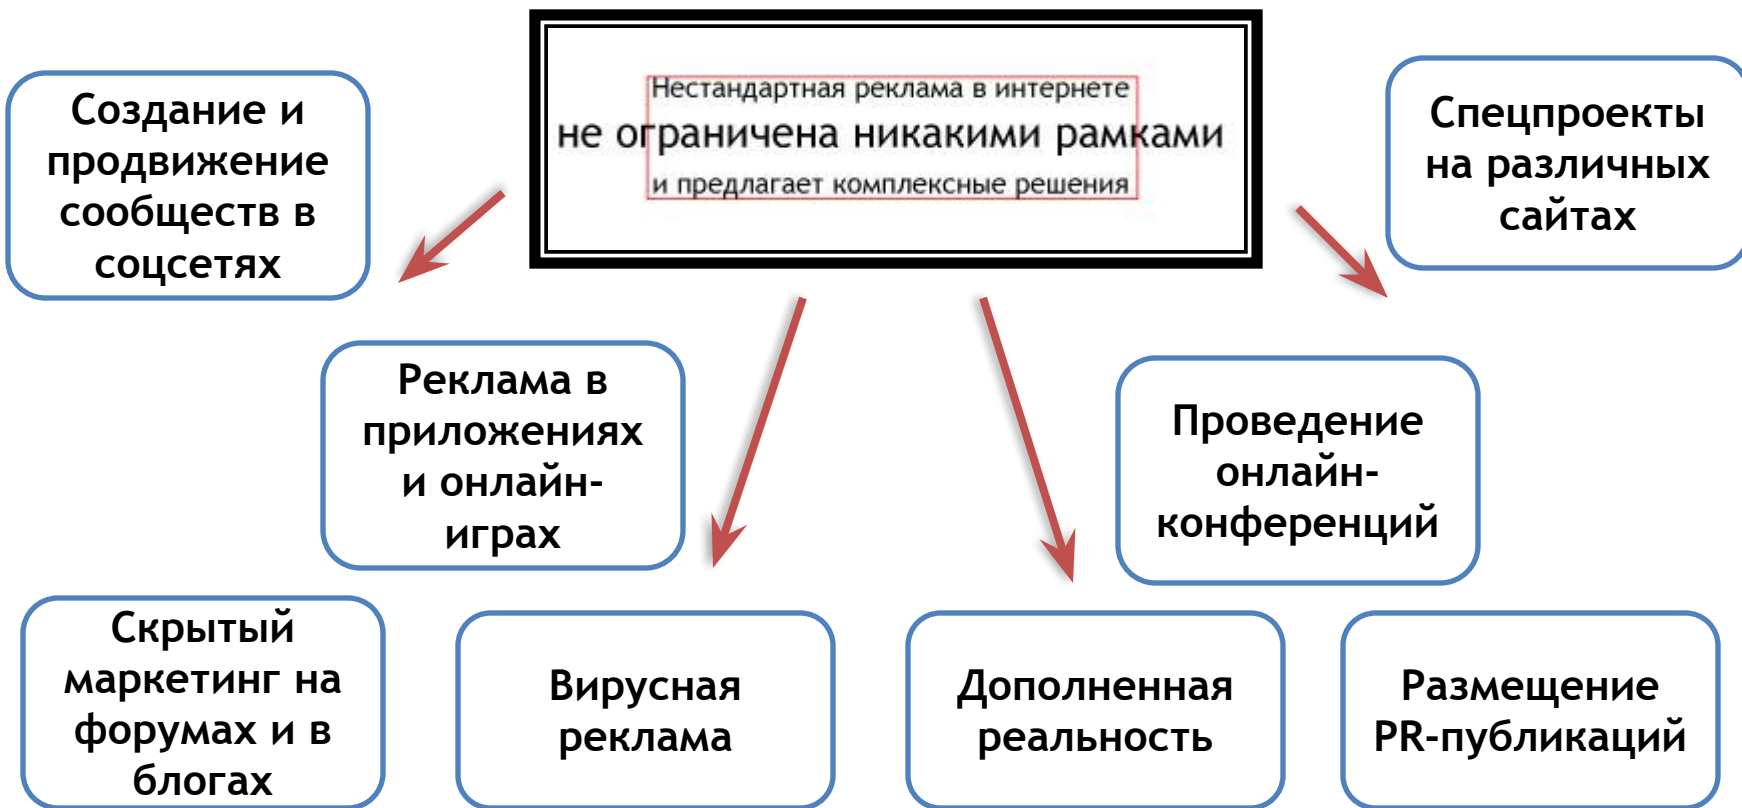 Нестандартная реклама в интернете
не ограничена никакими рамками
и предлагает комплексные решения
Создание и
продвижение
сообществ в
соцсетях
Спецпроекты
на различных
сайтах
Реклама в
приложениях
и онлайн-
играх
Проведение
онлайн-
конференций
Скрытый
маркетинг на
форумах и в
блогах
Вирусная
реклама
Дополненная
реальность
Размещение
PR-публикаций